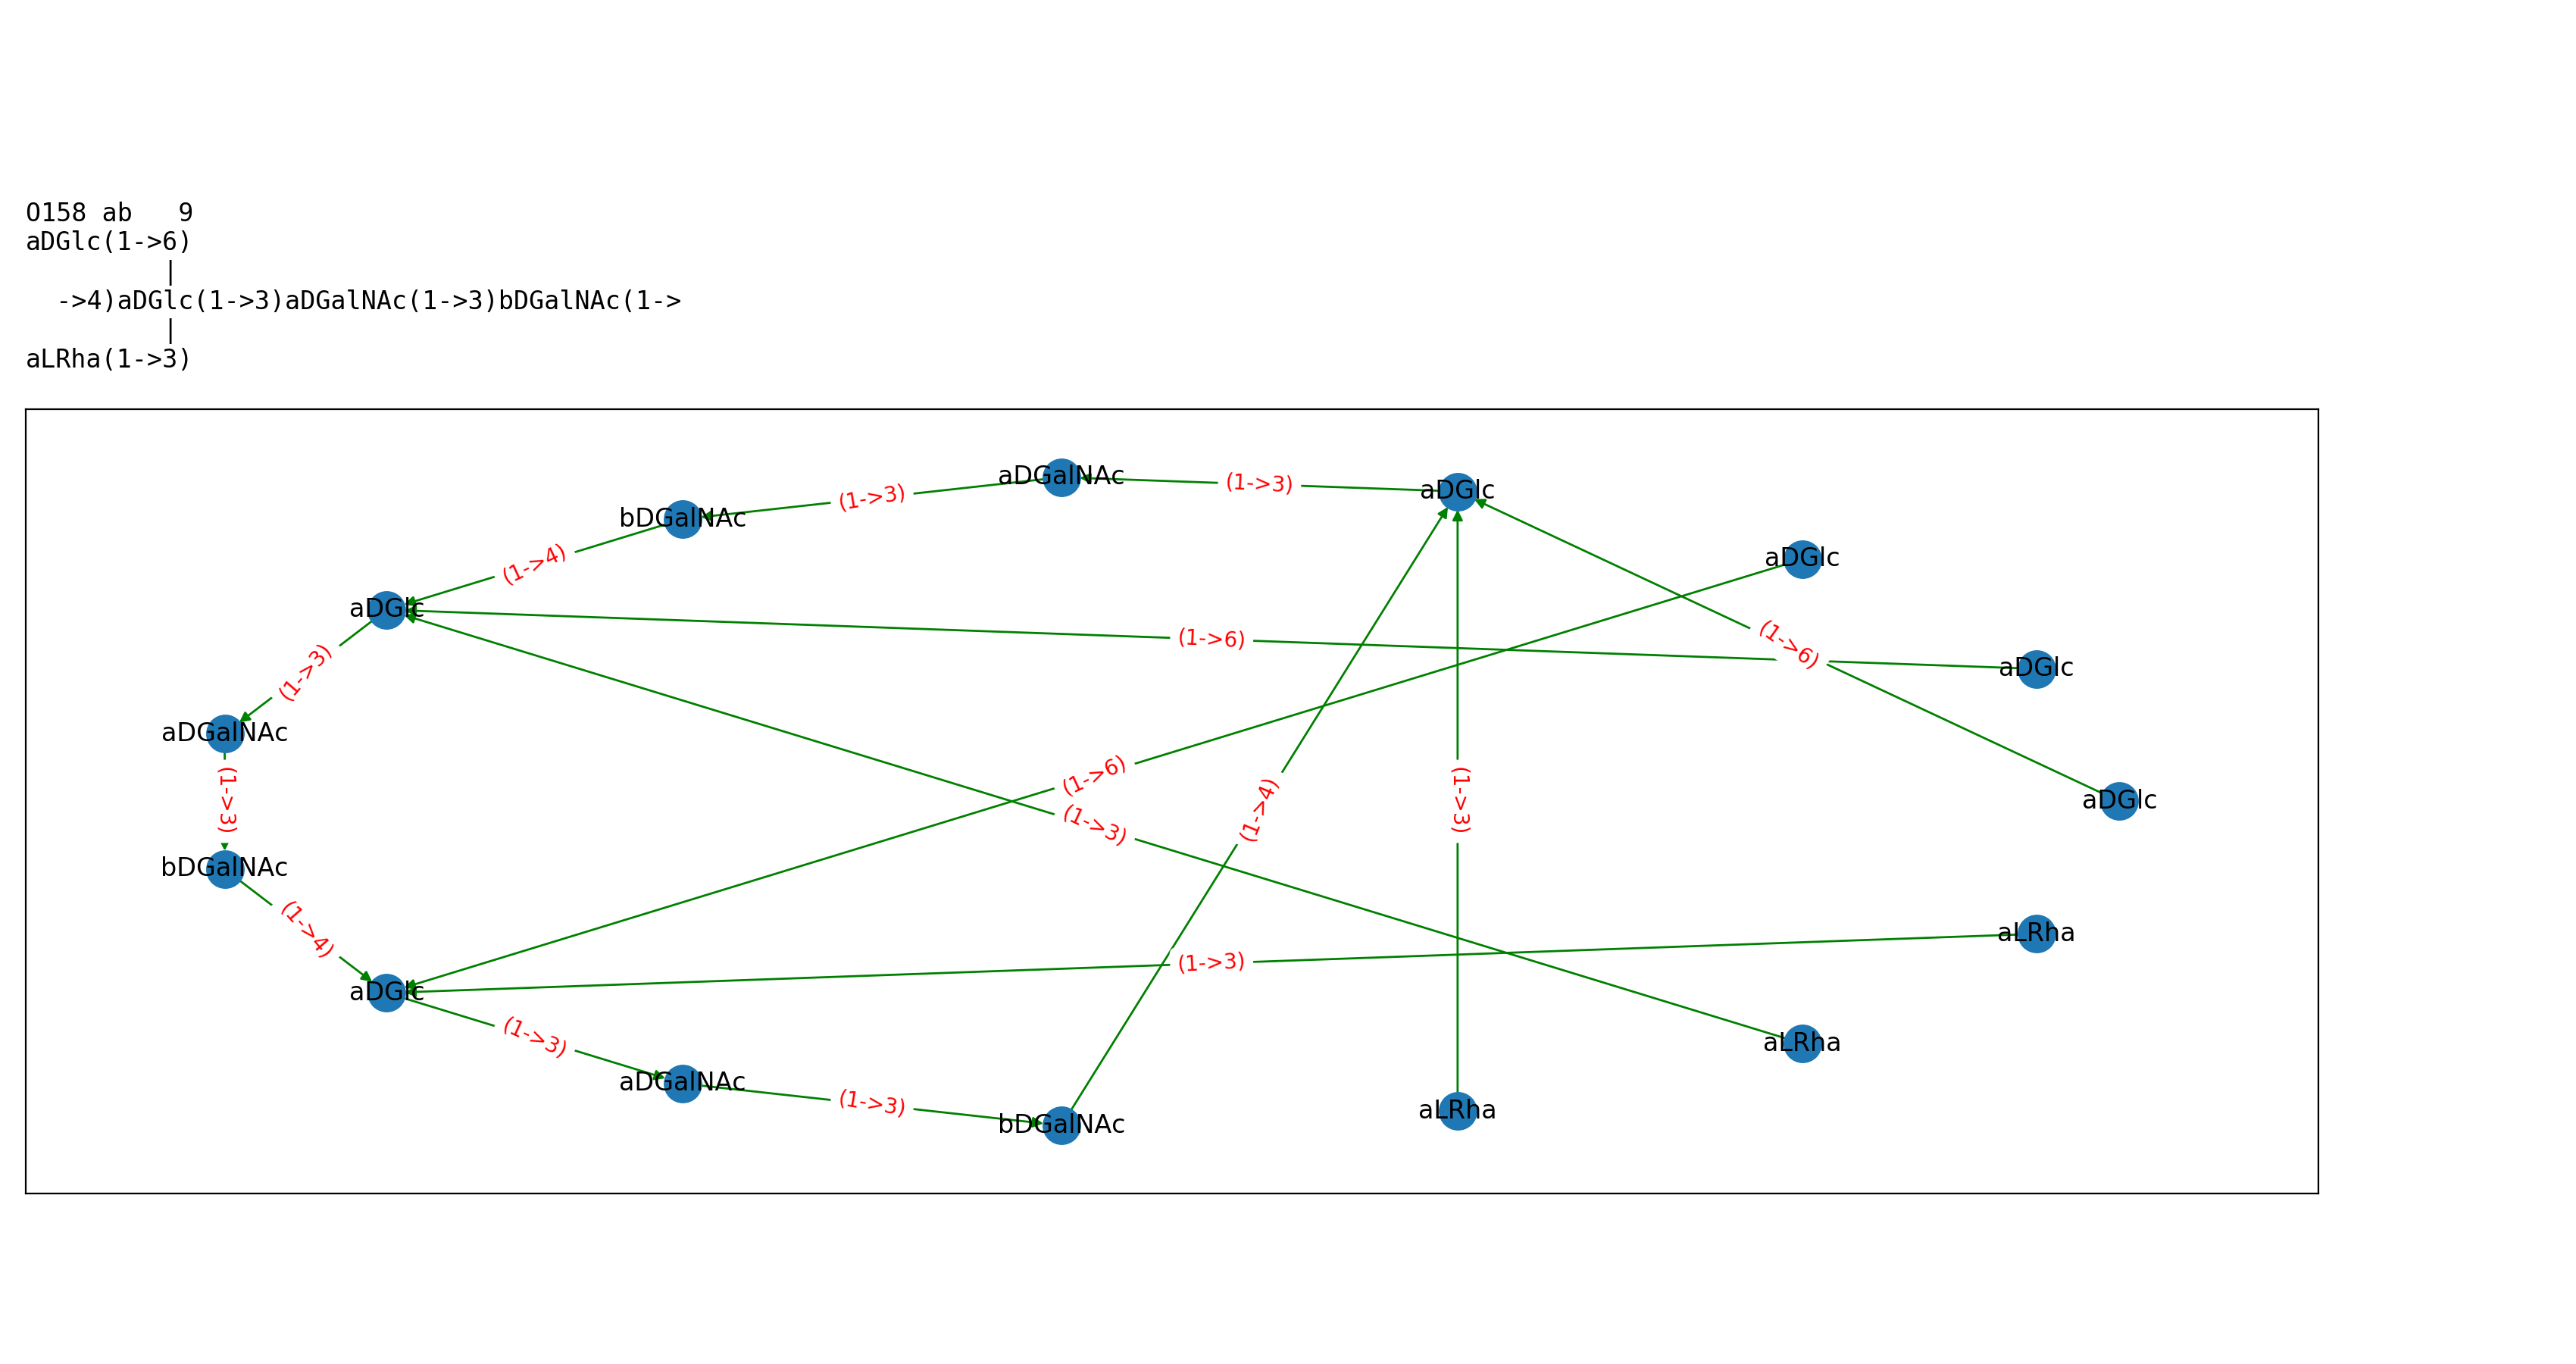 O158 ab   9
aDGlc(1->6)
|
->4)aDGlc(1->3)aDGalNAc(1->3)bDGalNAc(1->
|
aLRha(1->3)
aDGalNAc
(1->3)
aDGlc
(1->3)
bDGalNAc
(1->4)
aDGlc
aDGlc
(1->6)
(1->6)
aDGlc
(1->3)
aDGalNAc
(1->6)
(1->3)
(1->4)
(1->3)
(1->3)
aDGlc
bDGalNAc
(1->4)
aLRha
(1->3)
aDGlc
(1->3)
aLRha
aDGalNAc
(1->3)
aLRha
bDGalNAc